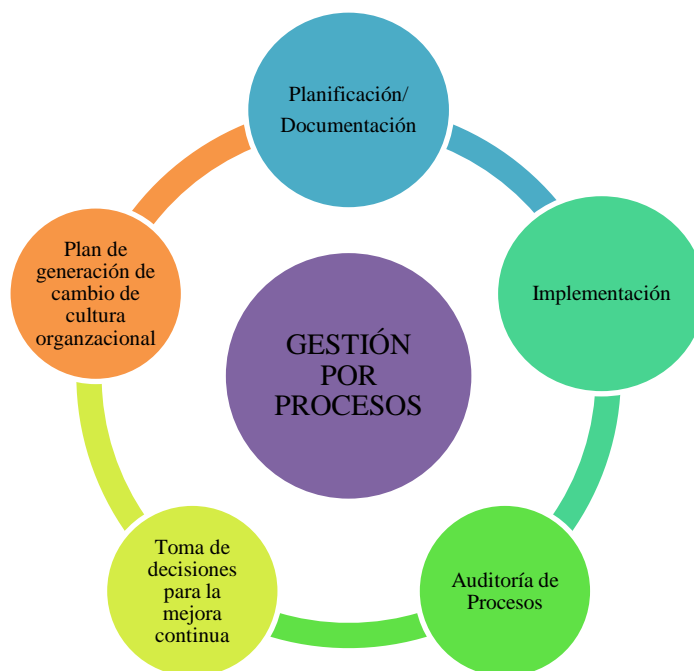 Planificación/
Documentación
Implementación
Auditoría de
Procesos
Toma de
decisiones
para la
mejora
continua
Plan de
generación de
cambio de
cultura
organzacional
GESTIÓN
POR
PROCESOS